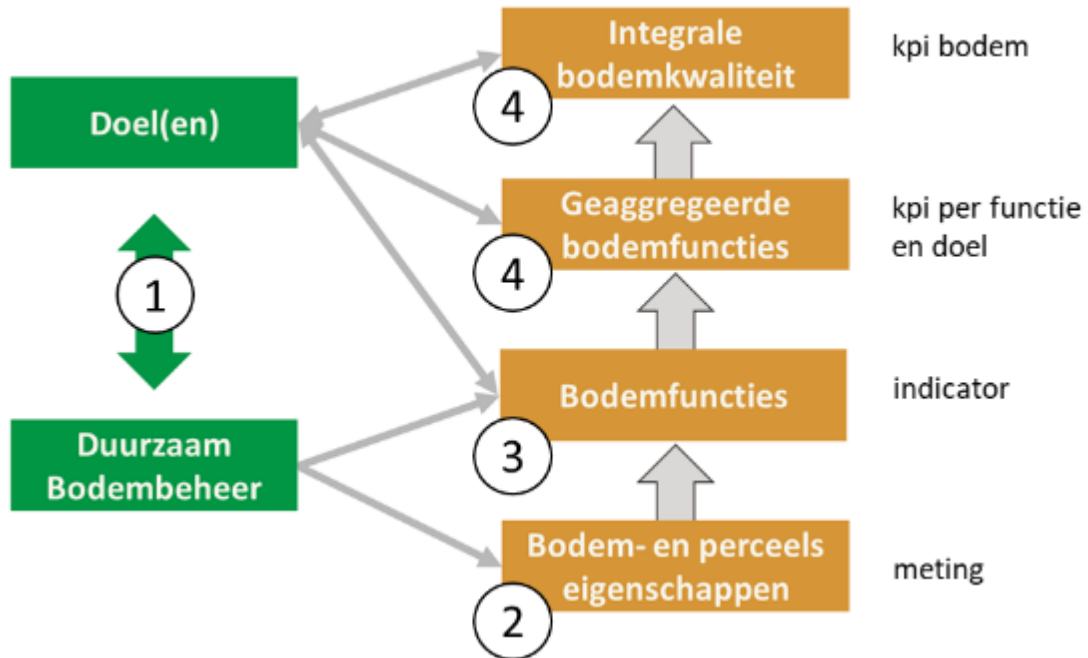 Integrale
bodemkwaliteit
kpi bodem
4
Doel(en)
Geaggregeerde
bodemfuncties
kpi per functie
en doel
4
1
Bodemfuncties
indicator
3
Duurzaam
Bodembeheer
Bodem- en perceels
eigenschappen
meting
2